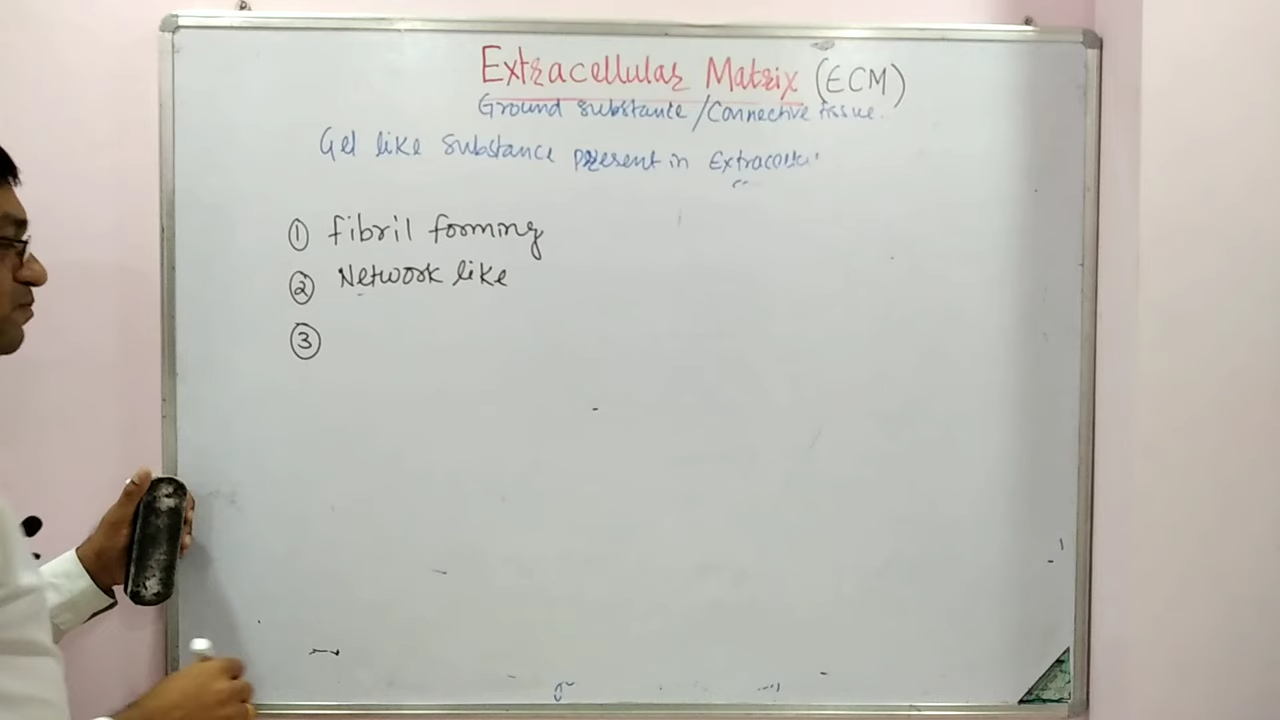 Extracellular Matrix (ECM)
Ground substance / Connective tissue.
Gel like substance present in
① fibril forming
② Network like
③